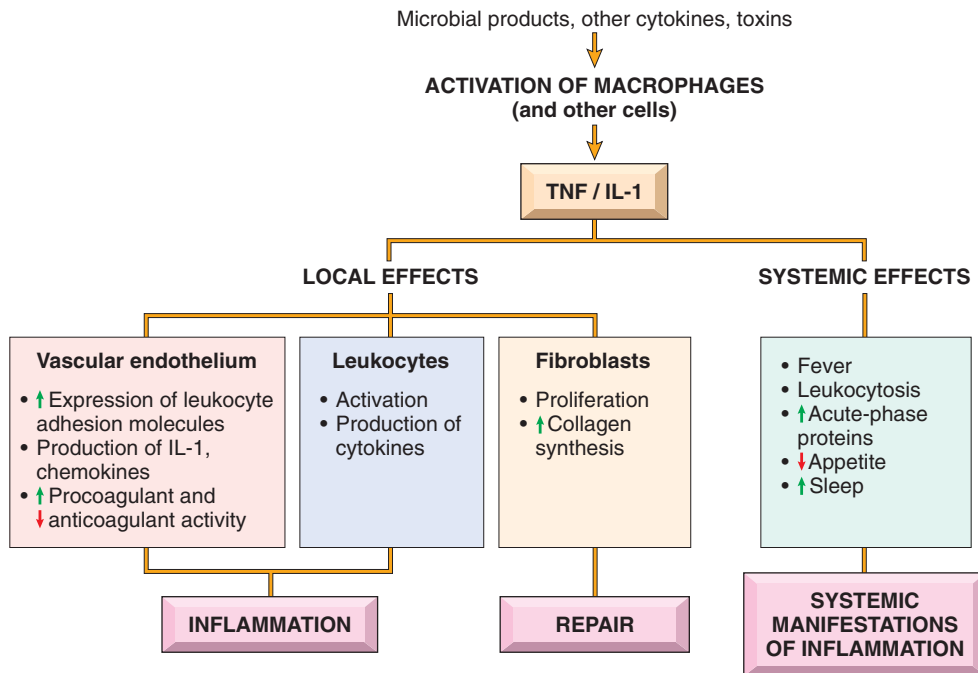 Microbial products, other cytokines, toxins
ACTIVATION OF MACROPHAGES
(and other cells)
TNF / IL-1
LOCAL EFFECTS
SYSTEMIC EFFECTS
Vascular endothelium
• ↑ Expression of leukocyte
adhesion molecules
• Production of IL-1,
chemokines
• ↑ Procoagulant and
↓ anticoagulant activity
Leukocytes
• Activation
• Production of
cytokines
Fibroblasts
• Proliferation
• ↑ Collagen
synthesis
• Fever
• Leukocytosis
• ↑ Acute-phase
proteins
• ↓ Appetite
• ↑ Sleep
INFLAMMATION
REPAIR
SYSTEMIC
MANIFESTATIONS
OF INFLAMMATION